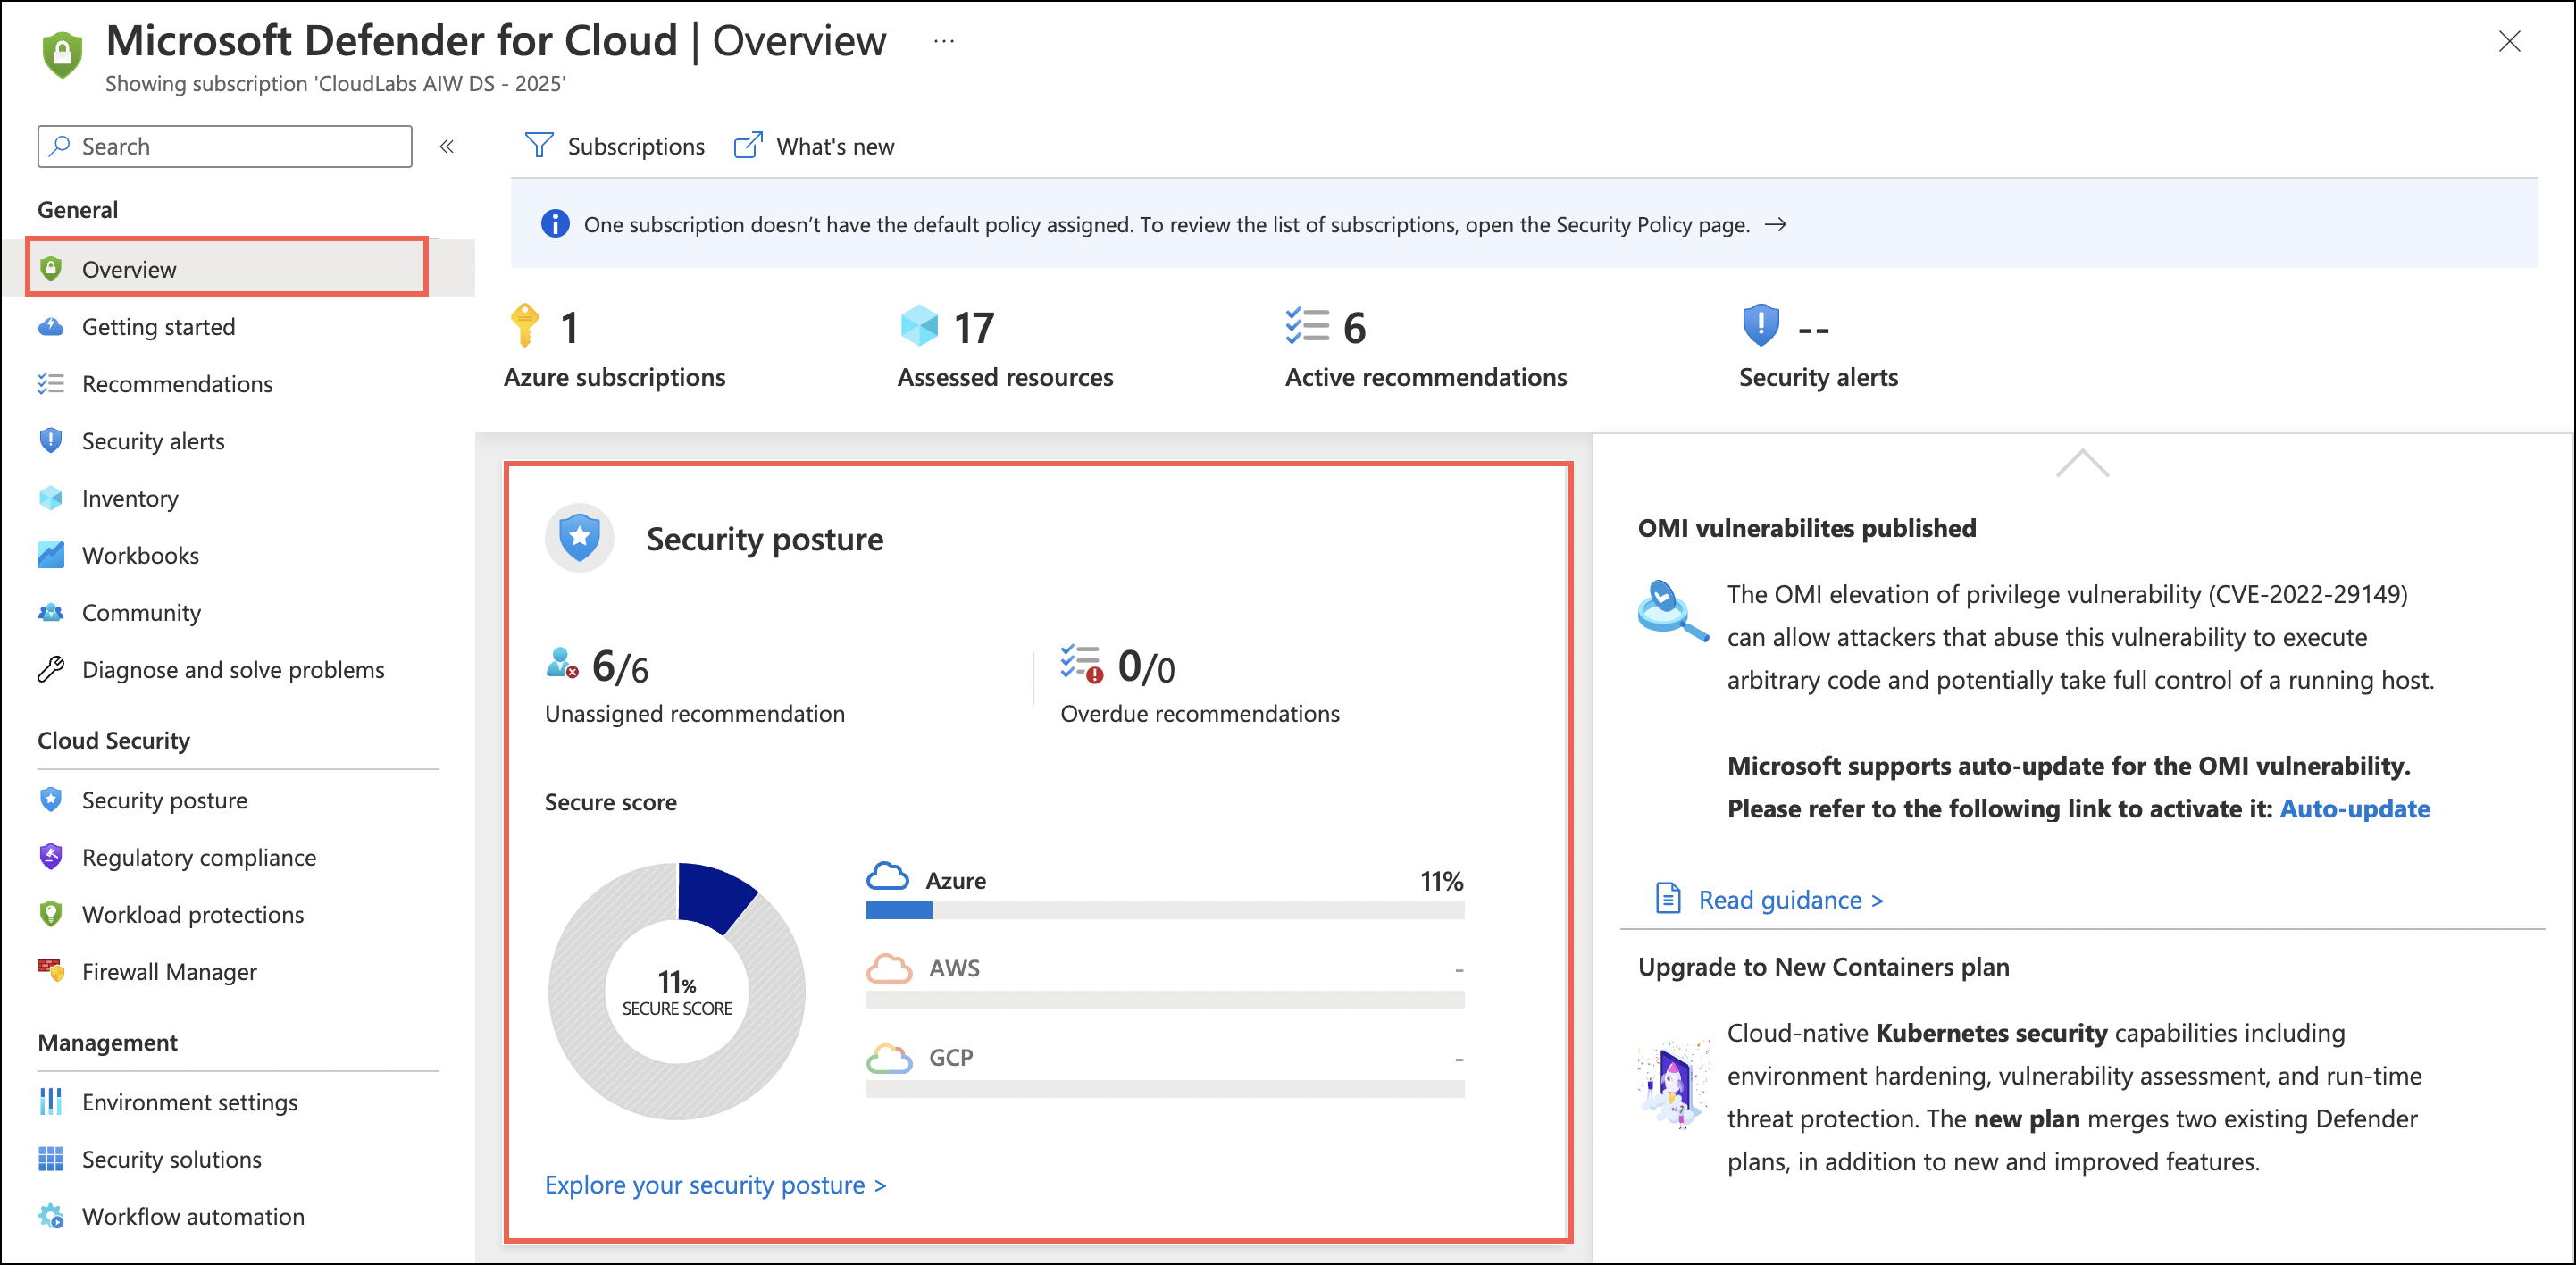 Microsoft Defender for Cloud | Overview ...
Showing subscription 'CloudLabs AIW DS - 2025'
Search
«
Subscriptions
What's new
General
Overview
Getting started
Recommendations
Security alerts
Inventory
Workbooks
Community
Diagnose and solve problems
Cloud Security
Security posture
Regulatory compliance
Workload protections
Firewall Manager
Management
Environment settings
Security solutions
Workflow automation
One subscription doesn’t have the default policy assigned. To review the list of subscriptions, open the Security Policy page. →
1
Azure subscriptions
17
Assessed resources
6
Active recommendations
--
Security alerts
Security posture
6/6
Unassigned recommendation
0/0
Overdue recommendations
Secure score
11%
SECURE SCORE
Azure 11%
AWS -
GCP -
Explore your security posture >
OMI vulnerabilites published
The OMI elevation of privilege vulnerability (CVE-2022-29149)
can allow attackers that abuse this vulnerability to execute
arbitrary code and potentially take full control of a running host.
Microsoft supports auto-update for the OMI vulnerability.
Please refer to the following link to activate it: Auto-update
Read guidance >
Upgrade to New Containers plan
Cloud-native Kubernetes security capabilities including
environment hardening, vulnerability assessment, and run-time
threat protection. The new plan merges two existing Defender
plans, in addition to new and improved features.